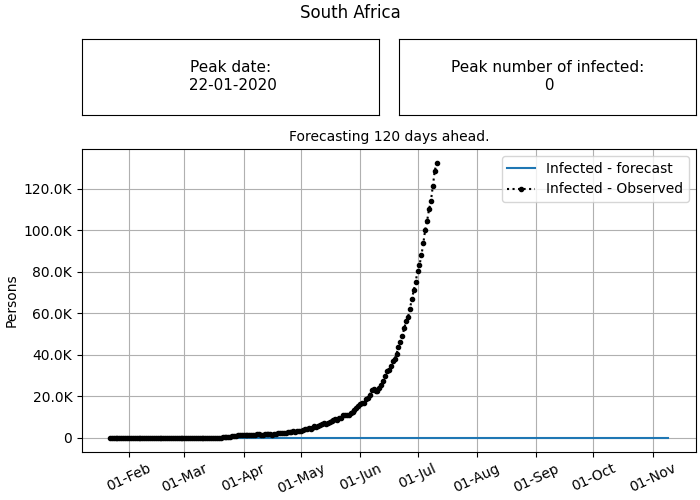 South Africa
Peak date:
22-01-2020
Peak number of infected:
0
Forecasting 120 days ahead.
Infected - forecast
Infected - Observed
Persons
120.0K
100.0K
80.0K
60.0K
40.0K
20.0K
0
01-Feb
01-Mar
01-Apr
01-May
01-Jun
01-Jul
01-Aug
01-Sep
01-Oct
01-Nov